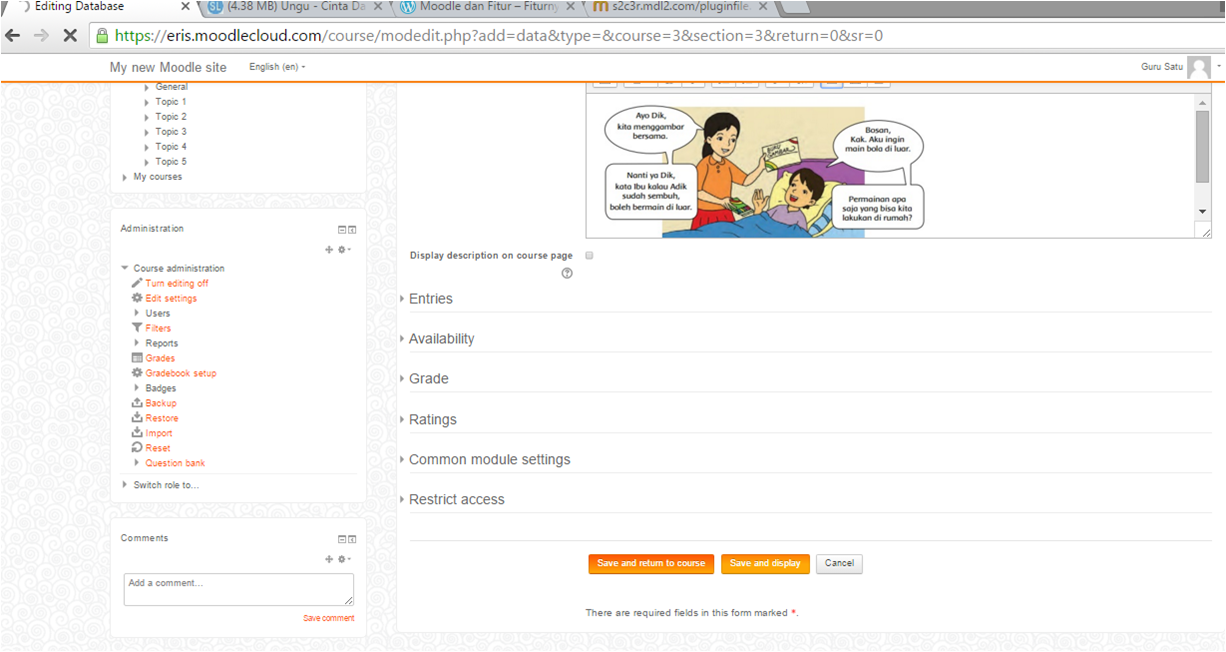 Editing Database
(4.38 MB) Ungu - Cinta Da
Moodle dan Fitur – Fiturny
s2c3r.mdl2.com/pluginfile.
https://eris.moodlecloud.com/course/modedit.php?add=data&type=&course=3&section=3&return=0&sr=0
My new Moodle site
English (en)
Guru Satu
General
Topic 1
Topic 2
Topic 3
Topic 4
Topic 5
My courses
Administration
Course administration
Turn editing off
Edit settings
Users
Filters
Reports
Grades
Gradebook setup
Badges
Backup
Restore
Import
Reset
Question bank
Switch role to...
Comments
Add a comment...
Save comment
Ayo Dik,
kita menggambar
bersama.
BUKU
GAMBAR
Bosan,
Kak. Aku ingin
main bola di luar.
Nanti ya Dik,
kata Ibu kalau Adik
sudah sembuh,
boleh bermain di luar.
Permainan apa
saja yang bisa kita
lakukan di rumah?
Display description on course page
Entries
Availability
Grade
Ratings
Common module settings
Restrict access
Save and return to course
Save and display
Cancel
There are required fields in this form marked *.